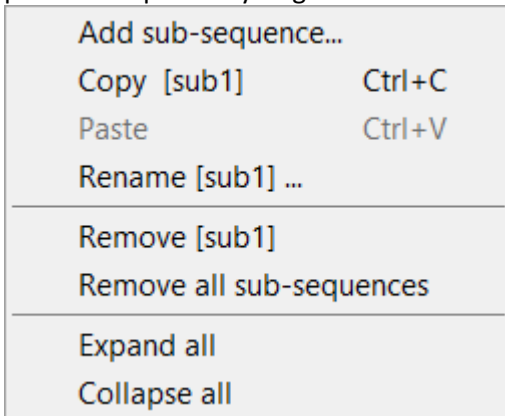 Add sub-sequence...
Copy [sub1] Ctrl+C
Paste Ctrl+V
Rename [sub1] ...
Remove [sub1]
Remove all sub-sequences
Expand all
Collapse all